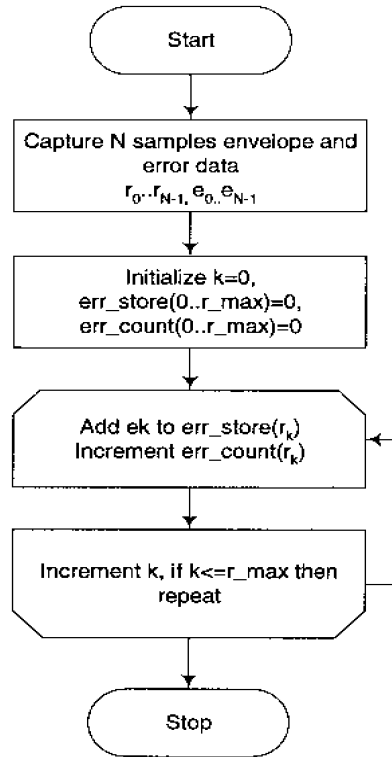 Start
Capture N samples envelope and
error data
r0..rN-1, e0..eN-1
Initialize k=0,
err_store(0..r_max)=0,
err_count(0..r_max)=0
Add ek to err_store(rk)
Increment err_count(rk)
Increment k, if k<=r_max then
repeat
Stop